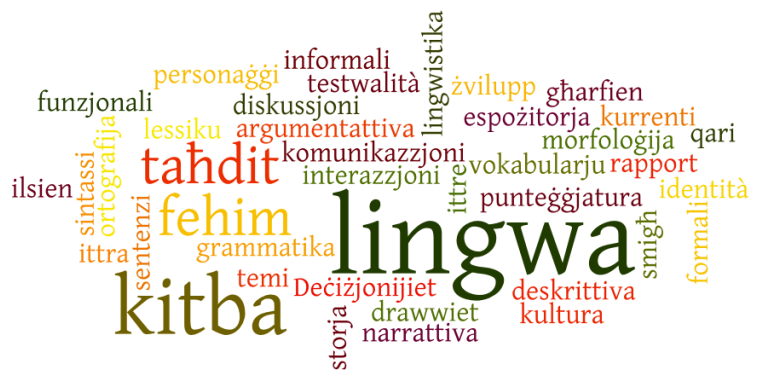 informali
lingwistika
personaġġi
testwalità
żvilupp
għarfien
funzjonali
diskussjoni
espożitorja
kurrenti
ortografija
lessiku
argumentattiva
morfoloġija
qari
sintassi
taħdit
komunikazzjoni
interazzjoni
ittre
vokabularju
rapport
ilsien
sentenzi
fehim
lingwa
punteġġjatura
identità
formali
smigħ
ittra
grammatika
kitba
temi
Deċiżjonijiet
deskrittiva
storja
drawwiet
kultura
narrattiva